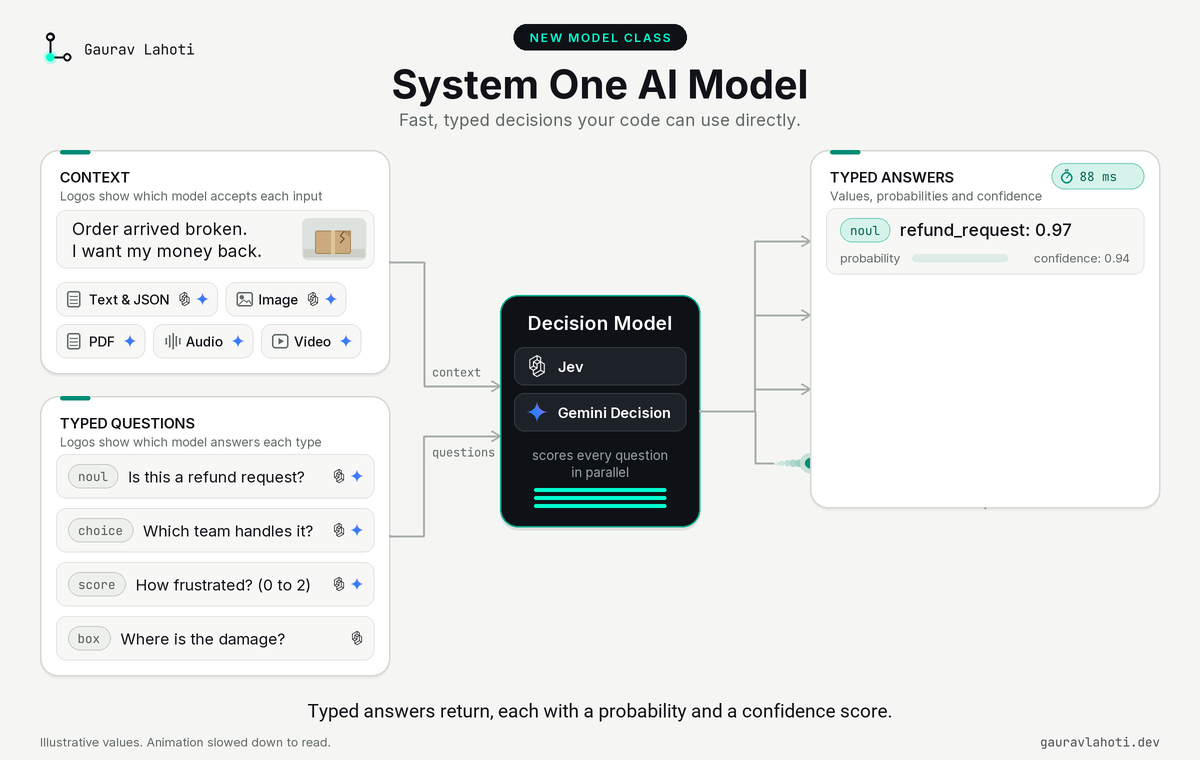 Gaurav Lahoti
NEW MODEL CLASS
System One AI Model
Fast, typed decisions your code can use directly.
CONTEXT
Logos show which model accepts each input
Order arrived broken.
I want my money back.
Text & JSON
Image
PDF
Audio
Video
TYPED QUESTIONS
Logos show which model answers each type
noul Is this a refund request?
choice Which team handles it?
score How frustrated? (0 to 2)
box Where is the damage?
context
questions
Decision Model
Jev
Gemini Decision
scores every question
in parallel
TYPED ANSWERS
88 ms
Values, probabilities and confidence
noul refund_request: 0.97
probability
confidence: 0.94
Typed answers return, each with a probability and a confidence score.
Illustrative values. Animation slowed down to read.
gauravlahoti.dev